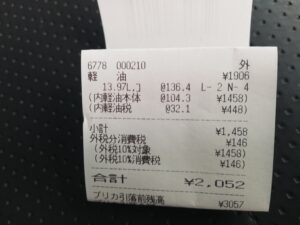 6778 000210 外
軽 油 ¥1906
13.97L.] @136.4 L- 2 N- 4
(内軽油本体 @104.3 ¥1458)
(内軽油税 @32.1 ¥448)
小計 ¥1,458
外税分消費税 ¥146
(外税10%対象 ¥1458)
(外税10% ¥146)
合計 ¥2,052
プリカ引落前残高 ¥3057